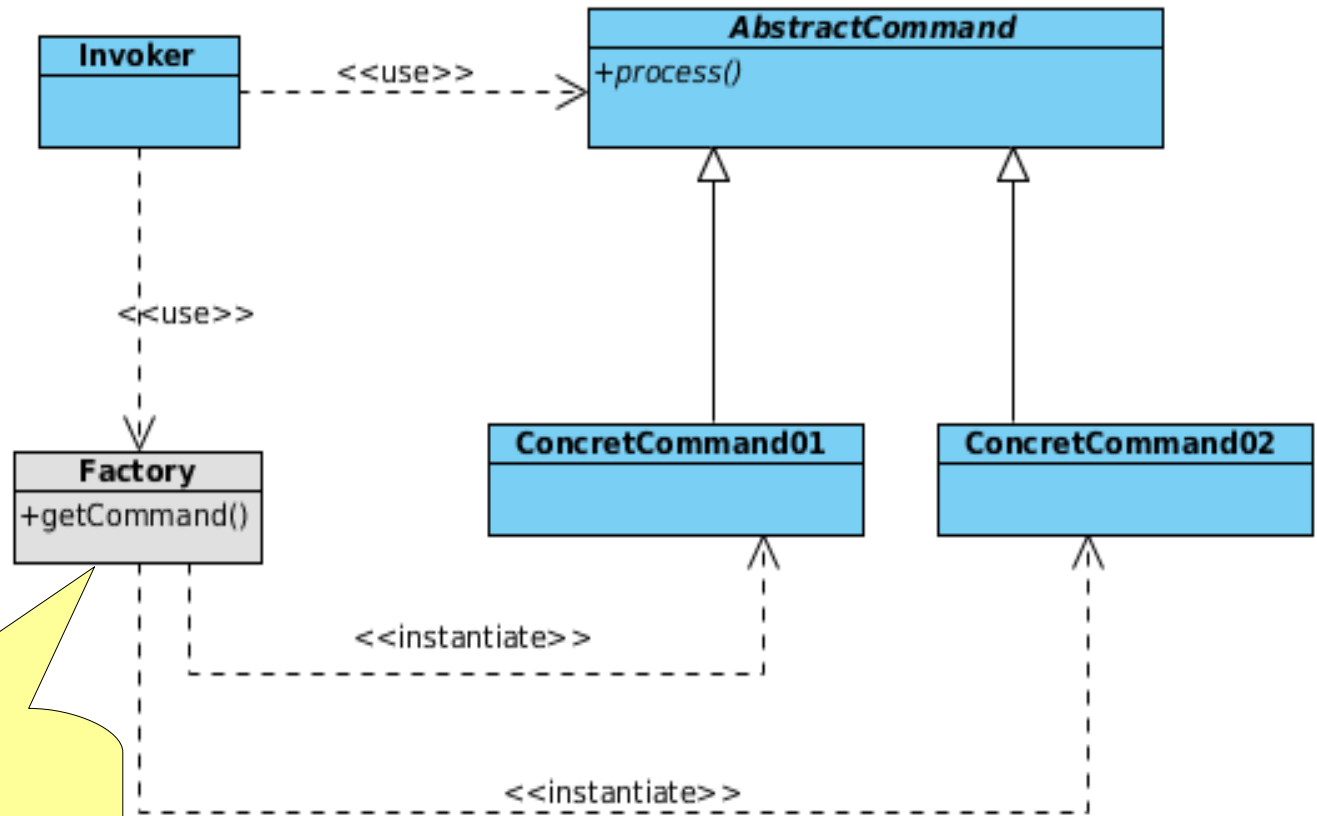 Invoker
<<use>>
AbstractCommand
+process()
<<use>>
Factory
+getCommand()
ConcretCommand01
ConcretCommand02
<<instantiate>>
<<instantiate>>